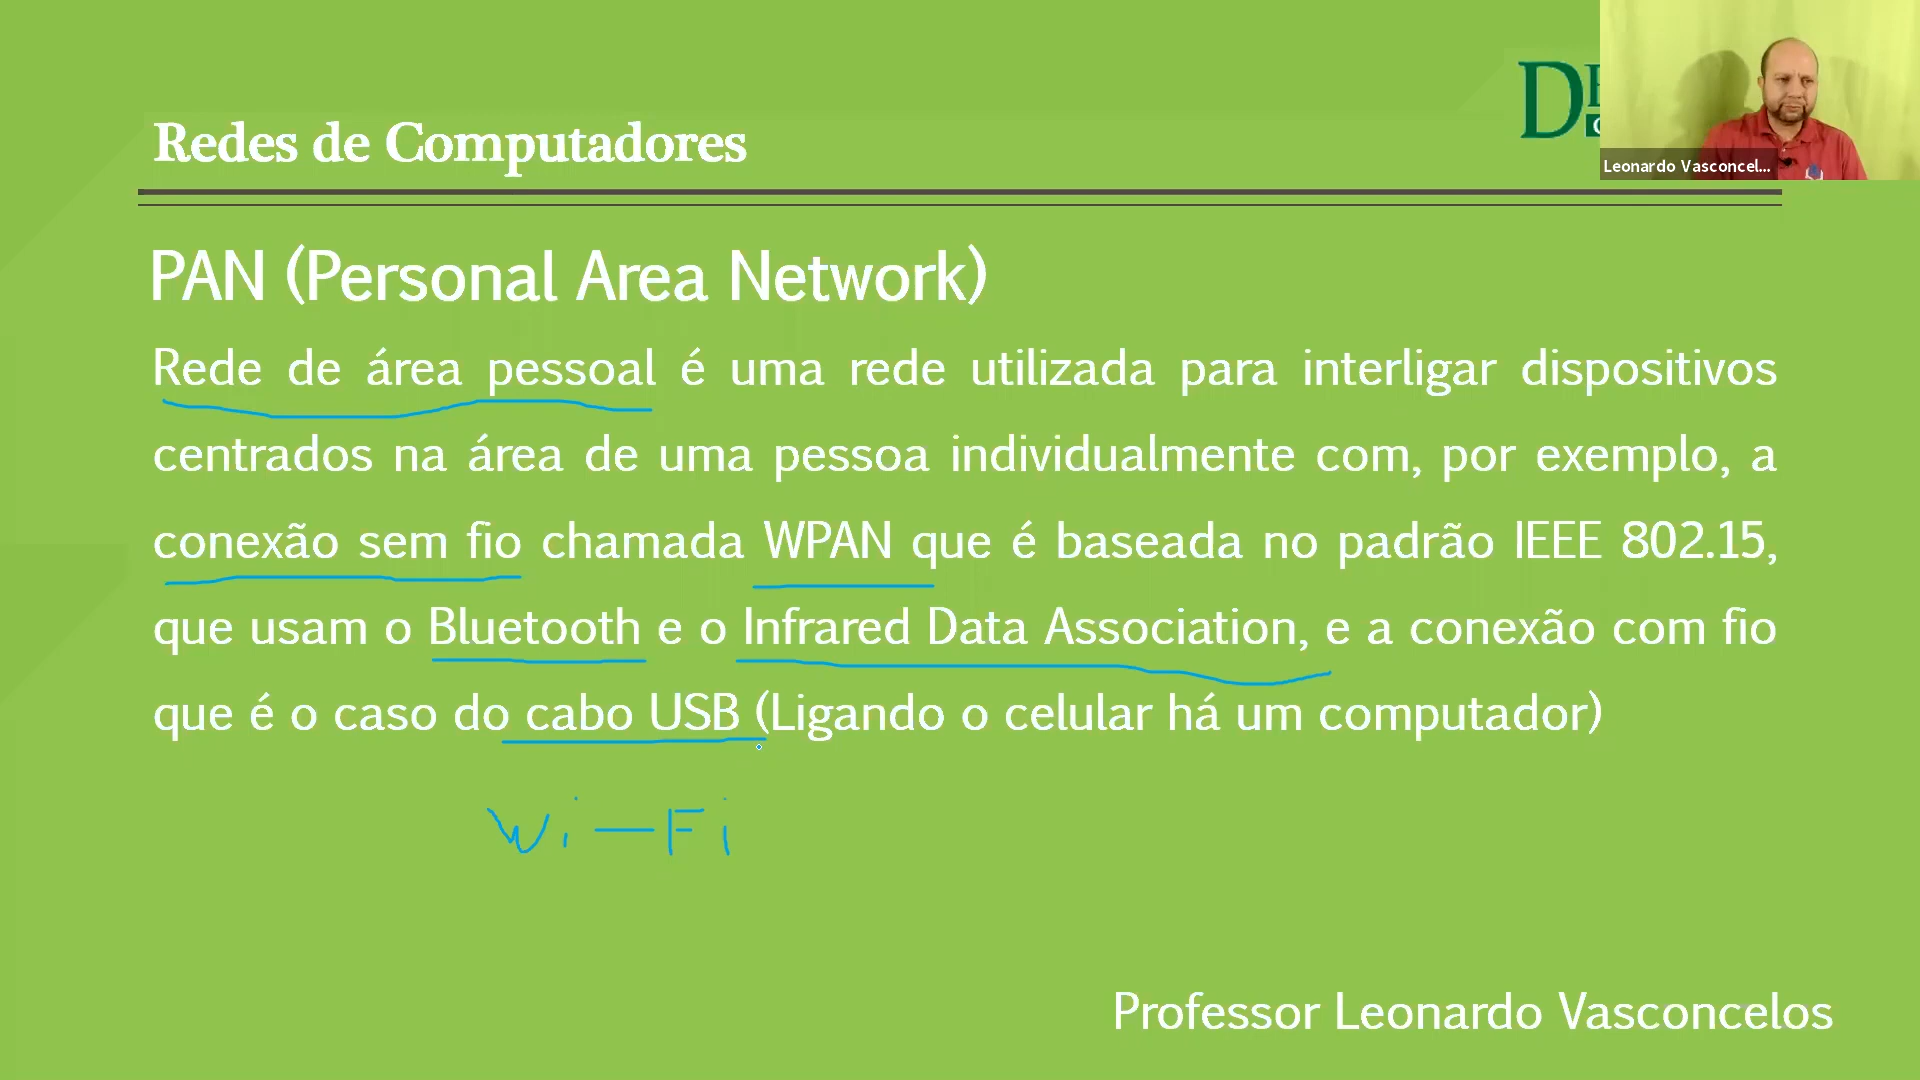 Redes de Computadores
Leonardo Vasconcel...
PAN (Personal Area Network)
Rede de área pessoal é uma rede utilizada para interligar dispositivos
centrados na área de uma pessoa individualmente com, por exemplo, a
conexão sem fio chamada WPAN que é baseada no padrão IEEE 802.15,
que usam o Bluetooth e o Infrared Data Association, e a conexão com fio
que é o caso do cabo USB (Ligando o celular há um computador)
Wi-Fi
Professor Leonardo Vasconcelos